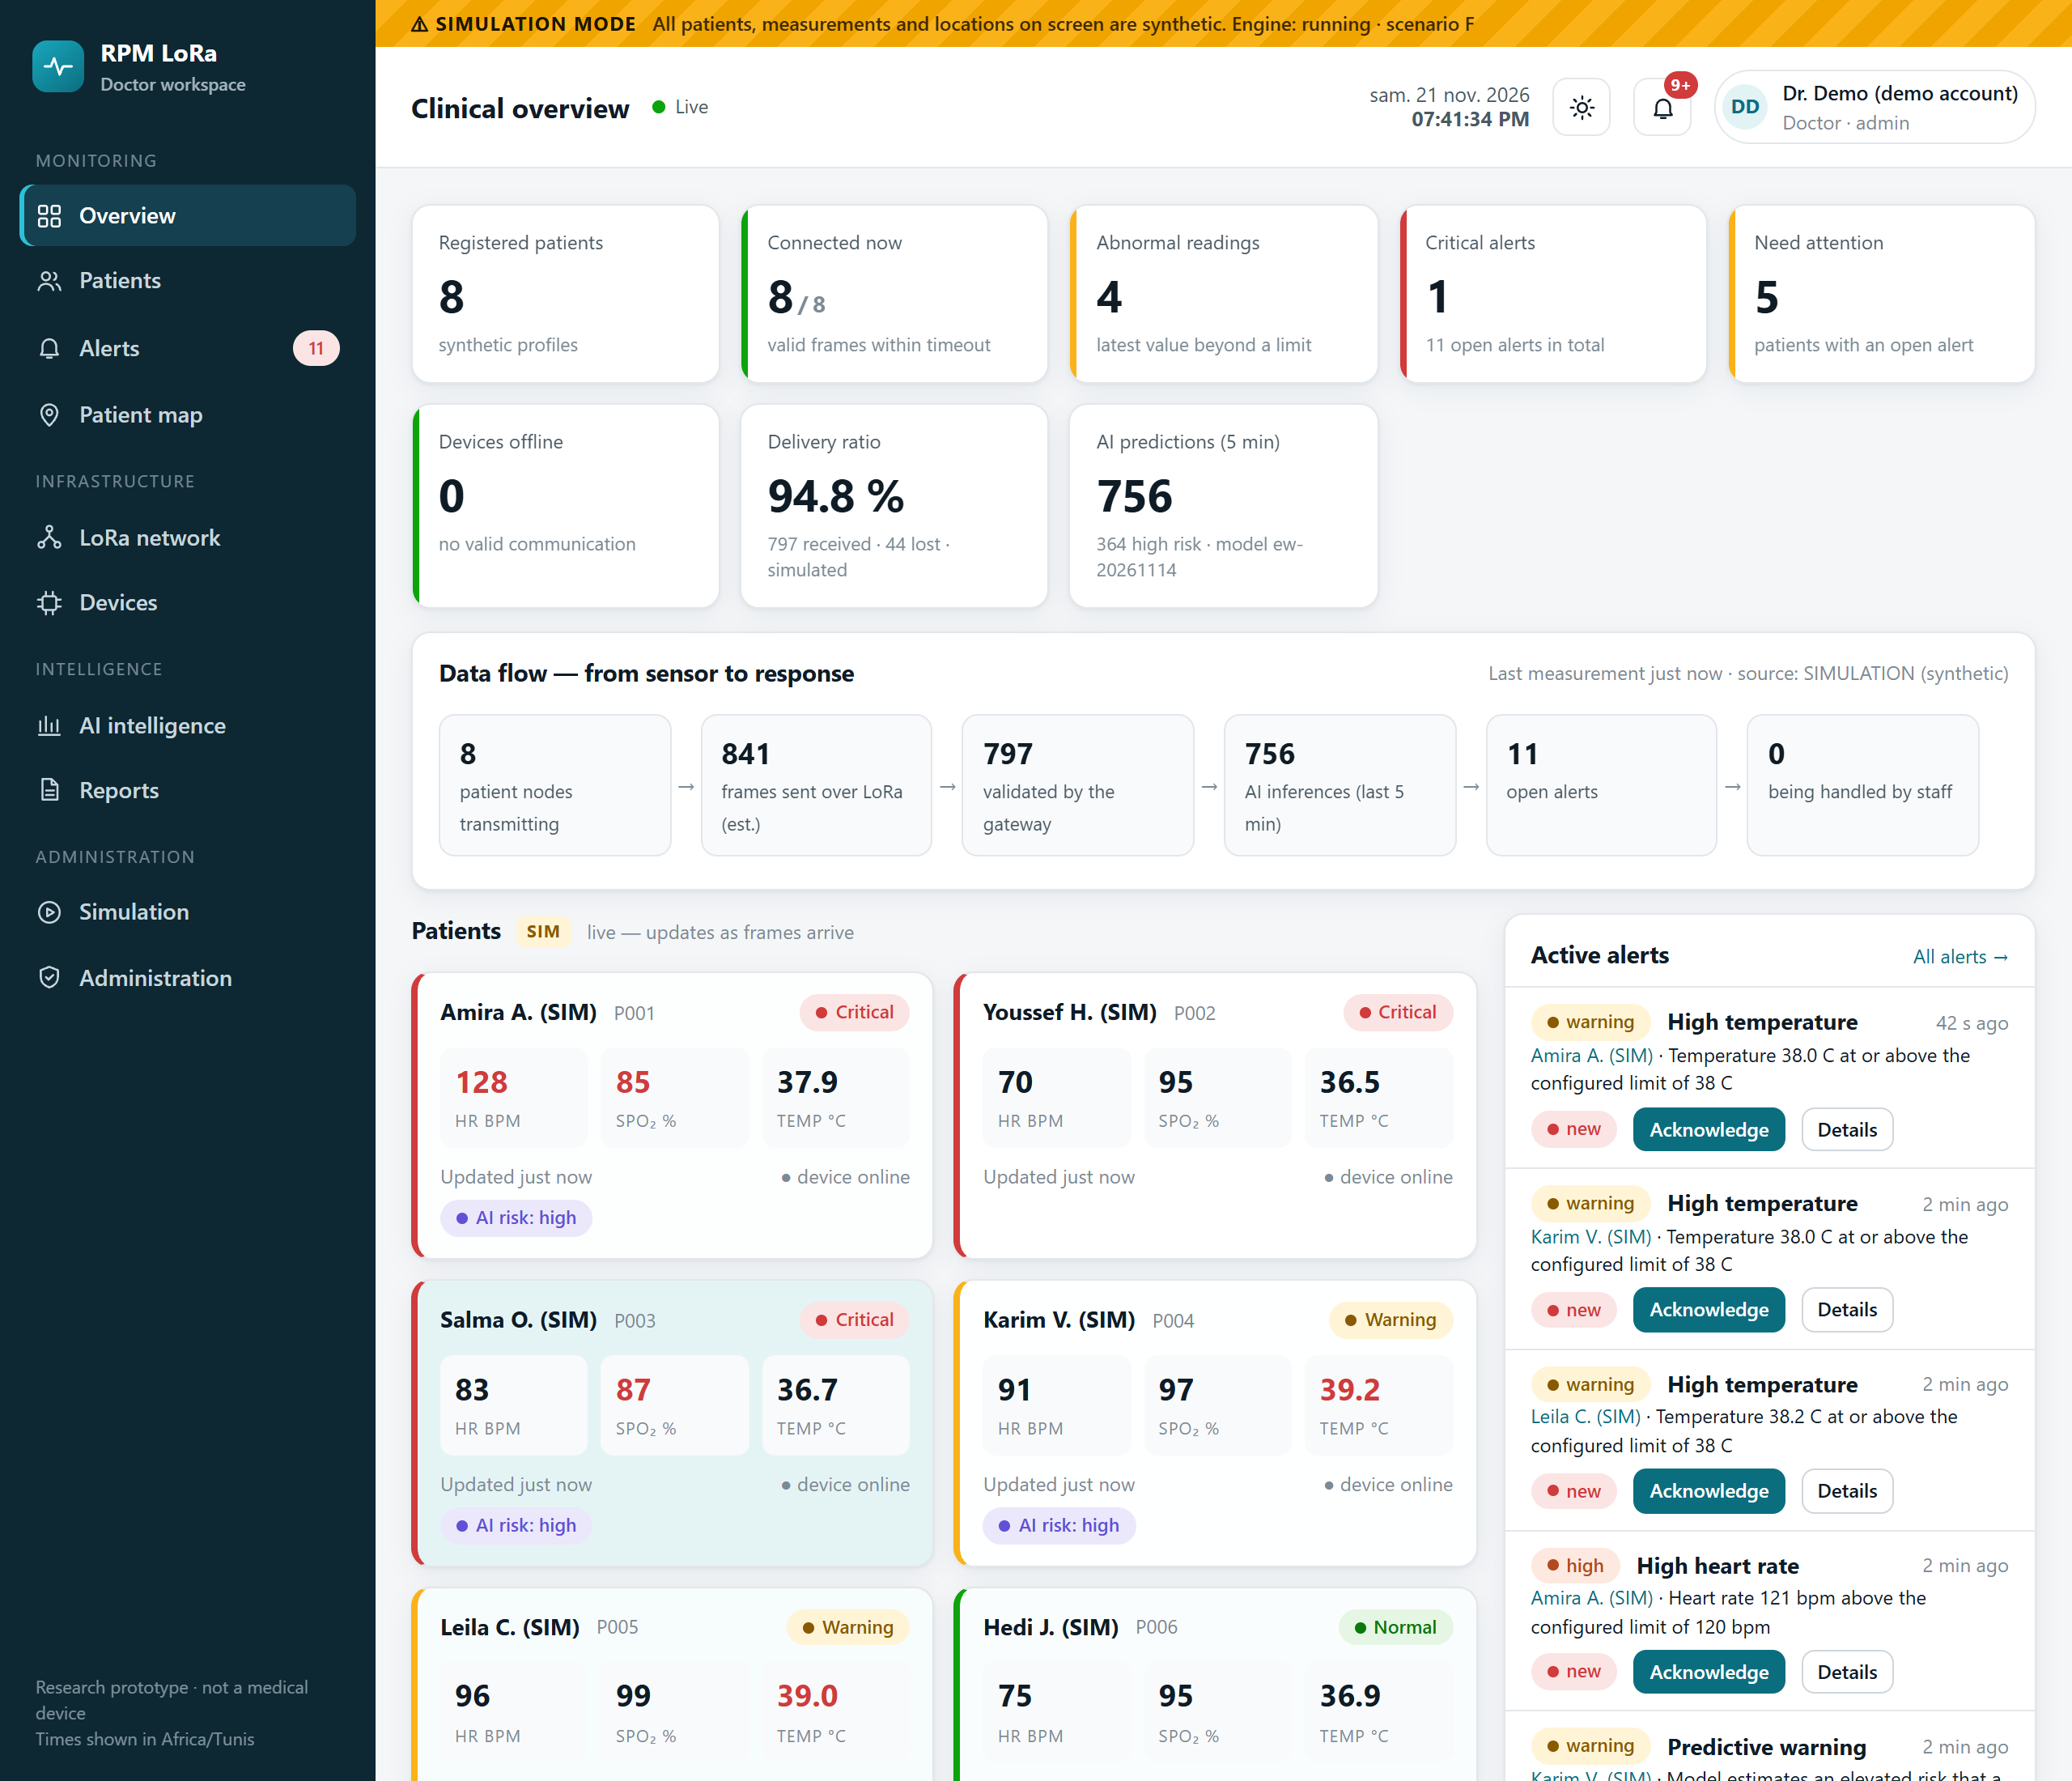 RPM LoRa
Doctor workspace
MONITORING
Overview
Patients
Alerts
11
Patient map
INFRASTRUCTURE
LoRa network
Devices
INTELLIGENCE
AI intelligence
Reports
ADMINISTRATION
Simulation
Administration
Research prototype · not a medical
device
Times shown in Africa/Tunis
⚠ SIMULATION MODE All patients, measurements and locations on screen are synthetic. Engine: running · scenario F
Clinical overview
Live
sam. 21 nov. 2026
07:41:34 PM
9+
DD
Dr. Demo (demo account)
Doctor · admin
Registered patients
8
synthetic profiles
Connected now
8 / 8
valid frames within timeout
Abnormal readings
4
latest value beyond a limit
Critical alerts
1
11 open alerts in total
Need attention
5
patients with an open alert
Devices offline
0
no valid communication
Delivery ratio
94.8 %
797 received · 44 lost ·
simulated
AI predictions (5 min)
756
364 high risk · model ew-
20261114
Data flow — from sensor to response
Last measurement just now · source: SIMULATION (synthetic)
8
patient nodes
transmitting
→
841
frames sent over LoRa
(est.)
→
797
validated by the
gateway
→
756
AI inferences (last 5
min)
→
11
open alerts
→
0
being handled by staff
Patients SIM live — updates as frames arrive
Amira A. (SIM) P001 Critical
128 85 37.9
HR BPM SPO₂ % TEMP °C
Updated just now ● device online
AI risk: high
Youssef H. (SIM) P002 Critical
70 95 36.5
HR BPM SPO₂ % TEMP °C
Updated just now ● device online
Salma O. (SIM) P003 Critical
83 87 36.7
HR BPM SPO₂ % TEMP °C
Updated just now ● device online
AI risk: high
Karim V. (SIM) P004 Warning
91 97 39.2
HR BPM SPO₂ % TEMP °C
Updated just now ● device online
AI risk: high
Leila C. (SIM) P005 Warning
96 99 39.0
HR BPM SPO₂ % TEMP °C
Hedi J. (SIM) P006 Normal
75 95 36.9
HR BPM SPO₂ % TEMP °C
Active alerts
All alerts →
warning High temperature 42 s ago
Amira A. (SIM) · Temperature 38.0 C at or above the
configured limit of 38 C
new Acknowledge Details
warning High temperature 2 min ago
Karim V. (SIM) · Temperature 38.0 C at or above the
configured limit of 38 C
new Acknowledge Details
warning High temperature 2 min ago
Leila C. (SIM) · Temperature 38.2 C at or above the
configured limit of 38 C
new Acknowledge Details
high High heart rate 2 min ago
Amira A. (SIM) · Heart rate 121 bpm above the
configured limit of 120 bpm
new Acknowledge Details
warning Predictive warning 2 min ago
Karim V. (SIM) · Model estimates an elevated risk that a